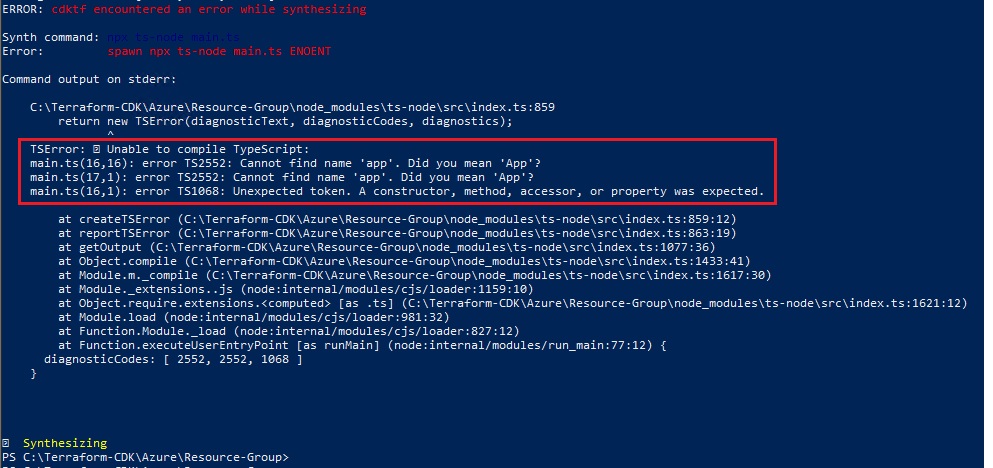 ERROR: cdktf encountered an error while synthesizing
Synth command: npx ts-node main.ts
Error: spawn npx ts-node main.ts ENOENT
Command output on stderr:
C:\Terraform-CDK\Azure\Resource-Group\node_modules\ts-node\src\index.ts:859
return new TSError(diagnosticText, diagnosticCodes, diagnostics);
^
TSError: ⍰ Unable to compile TypeScript:
main.ts(16,16): error TS2552: Cannot find name 'app'. Did you mean 'App'?
main.ts(17,1): error TS2552: Cannot find name 'app'. Did you mean 'App'?
main.ts(16,1): error TS1068: Unexpected token. A constructor, method, accessor, or property was expected.
at createTSError (C:\Terraform-CDK\Azure\Resource-Group\node_modules\ts-node\src\index.ts:859:12)
at reportTSError (C:\Terraform-CDK\Azure\Resource-Group\node_modules\ts-node\src\index.ts:863:19)
at getOutput (C:\Terraform-CDK\Azure\Resource-Group\node_modules\ts-node\src\index.ts:1077:36)
at Object.compile (C:\Terraform-CDK\Azure\Resource-Group\node_modules\ts-node\src\index.ts:1433:41)
at Module.m._compile (C:\Terraform-CDK\Azure\Resource-Group\node_modules\ts-node\src\index.ts:1617:30)
at Module._extensions..js (node:internal/modules/cjs/loader:1159:10)
at Object.require.extensions.<computed> [as .ts] (C:\Terraform-CDK\Azure\Resource-Group\node_modules\ts-node\src\index.ts:1621:12)
at Module.load (node:internal/modules/cjs/loader:981:32)
at Function.Module._load (node:internal/modules/cjs/loader:827:12)
at Function.executeUserEntryPoint [as runMain] (node:internal/modules/run_main:77:12) {
diagnosticCodes: [ 2552, 2552, 1068 ]
}
⍰ Synthesizing
PS C:\Terraform-CDK\Azure\Resource-Group>